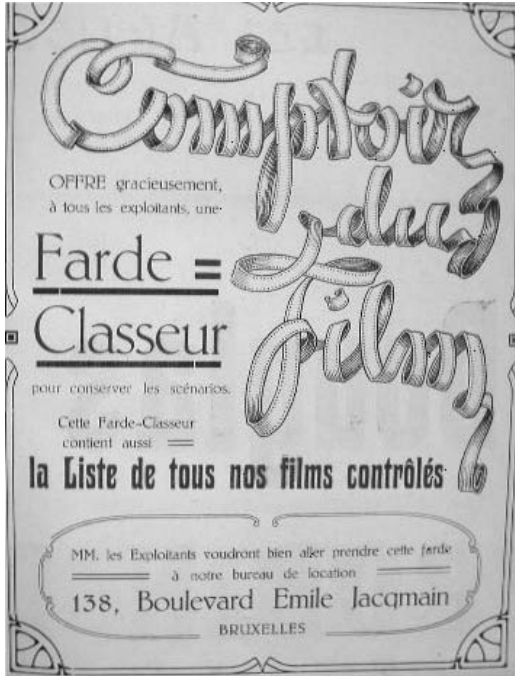 Comptoir
du
Film
OFFRE gracieusement,
à tous les exploitants, une
Farde =
Classeur
pour conserver les scénarios.
Cette Farde-Classeur
contient aussi
la Liste de tous nos films contrôlés
MM. les Exploitants voudront bien aller prendre cette farde
à notre bureau de location
138, Boulevard Emile Jacqmain
BRUXELLES